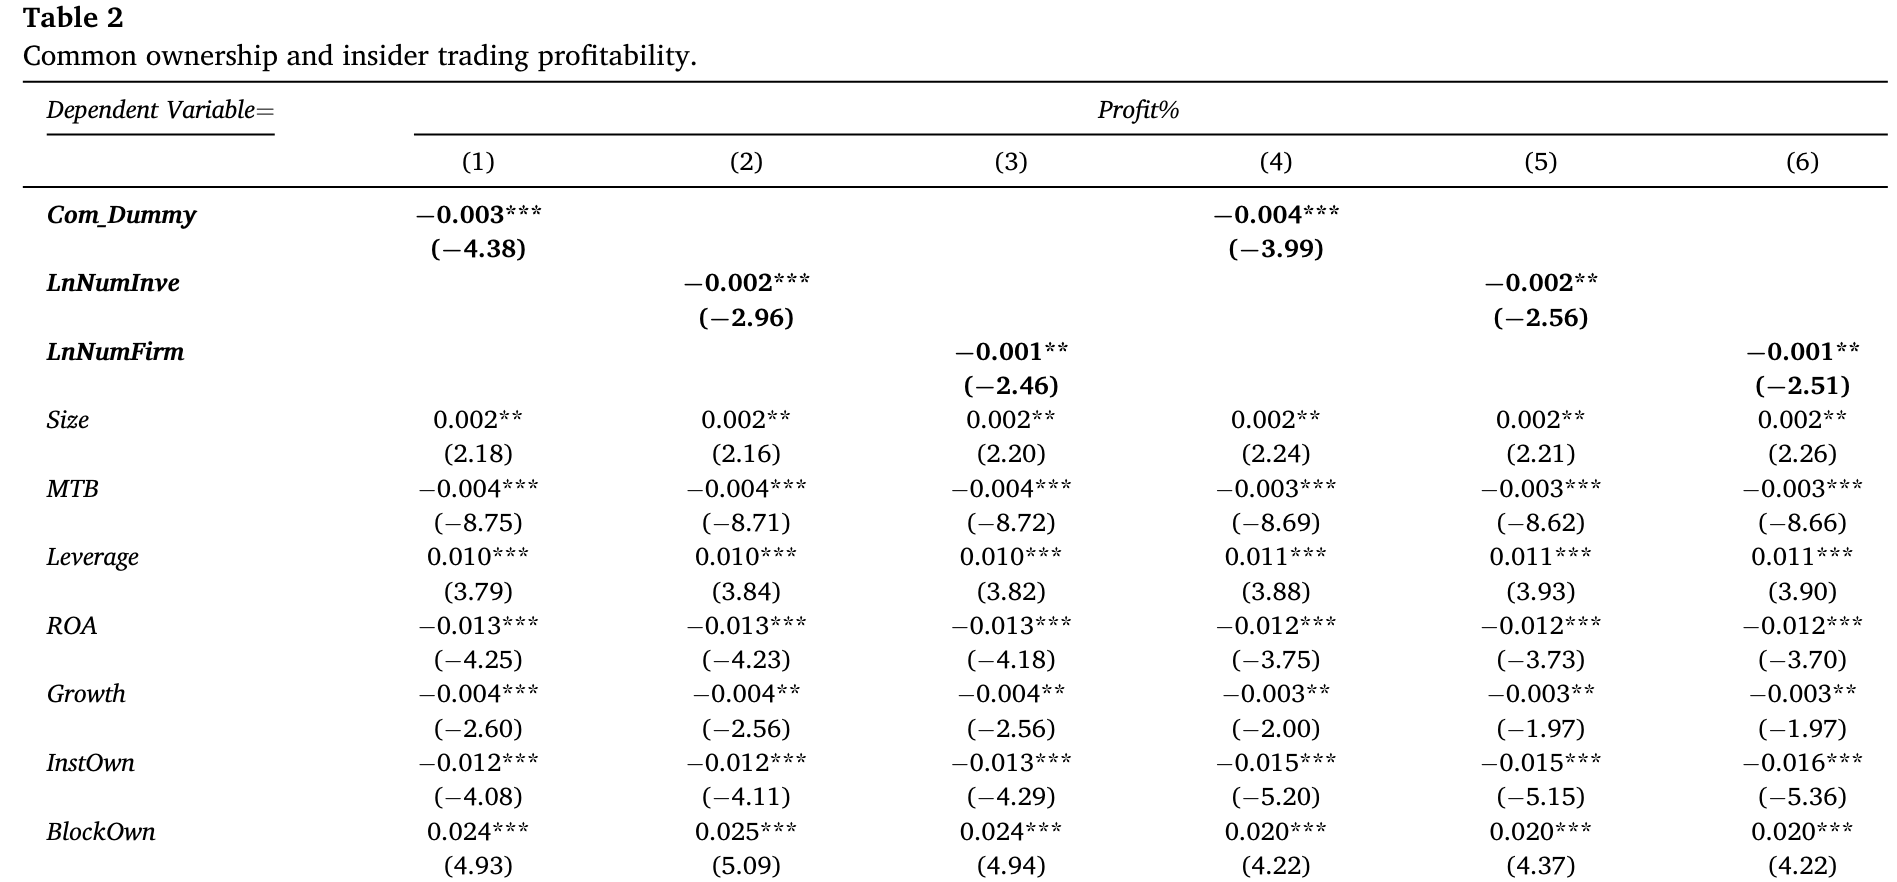 Table 2
Common ownership and insider trading profitability.
Dependent Variable= Profit%
(1) (2) (3) (4) (5) (6)
Com_Dummy −0.003*** −0.004***
(−4.38) (−3.99)
LnNumInve −0.002*** −0.002**
(−2.96) (−2.56)
LnNumFirm −0.001** −0.001**
(−2.46) (−2.51)
Size 0.002** 0.002** 0.002** 0.002** 0.002** 0.002**
(2.18) (2.16) (2.20) (2.24) (2.21) (2.26)
MTB −0.004*** −0.004*** −0.004*** −0.003*** −0.003*** −0.003***
(−8.75) (−8.71) (−8.72) (−8.69) (−8.62) (−8.66)
Leverage 0.010*** 0.010*** 0.010*** 0.011*** 0.011*** 0.011***
(3.79) (3.84) (3.82) (3.88) (3.93) (3.90)
ROA −0.013*** −0.013*** −0.013*** −0.012*** −0.012*** −0.012***
(−4.25) (−4.23) (−4.18) (−3.75) (−3.73) (−3.70)
Growth −0.004*** −0.004** −0.004** −0.003** −0.003** −0.003**
(−2.60) (−2.56) (−2.56) (−2.00) (−1.97) (−1.97)
InstOwn −0.012*** −0.012*** −0.013*** −0.015*** −0.015*** −0.016***
(−4.08) (−4.11) (−4.29) (−5.20) (−5.15) (−5.36)
BlockOwn 0.024*** 0.025*** 0.024*** 0.020*** 0.020*** 0.020***
(4.93) (5.09) (4.94) (4.22) (4.37) (4.22)